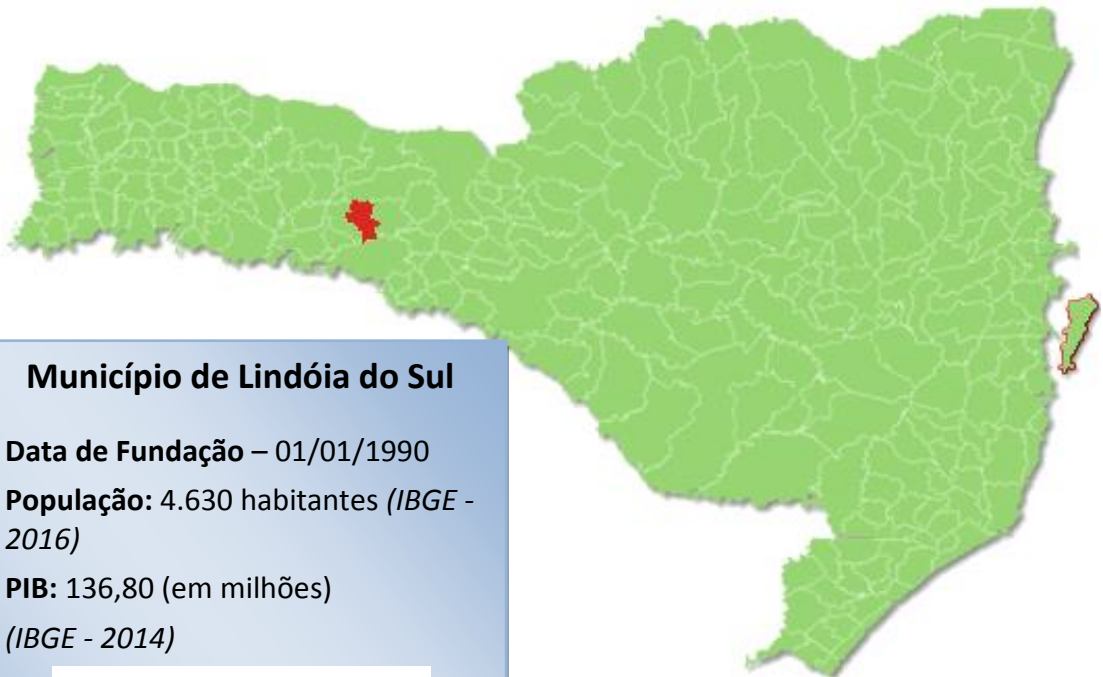 Município de Lindóia do Sul
Data de Fundação – 01/01/1990
População: 4.630 habitantes (IBGE -
2016)
PIB: 136,80 (em milhões)
(IBGE - 2014)